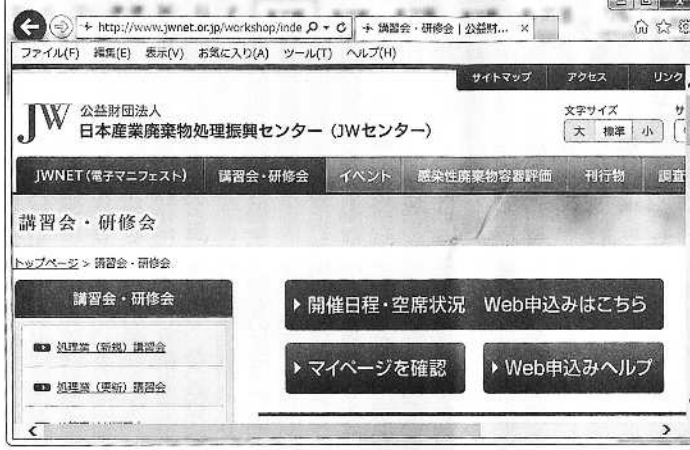 http://www.jwnet.or.jp/workshop/inde
講習会・研修会 | 公益財...
ファイル(F) 編集(E) 表示(V) お気に入り(A) ツール(T) ヘルプ(H)
サイトマップ アクセス リンク
JW 公益財団法人
日本産業廃棄物処理振興センター（JWセンター）
文字サイズ サ
大 標準 小
JWNET(電子マニフェスト) 講習会・研修会 イベント 感染性廃棄物容器評価 刊行物 調査
講習会・研修会
トップページ > 講習会・研修会
講習会・研修会
処理業（新規）講習会
処理業（更新）講習会
開催日程・空席状況 Web申込みはこちら
マイページを確認
Web申込みヘルプ